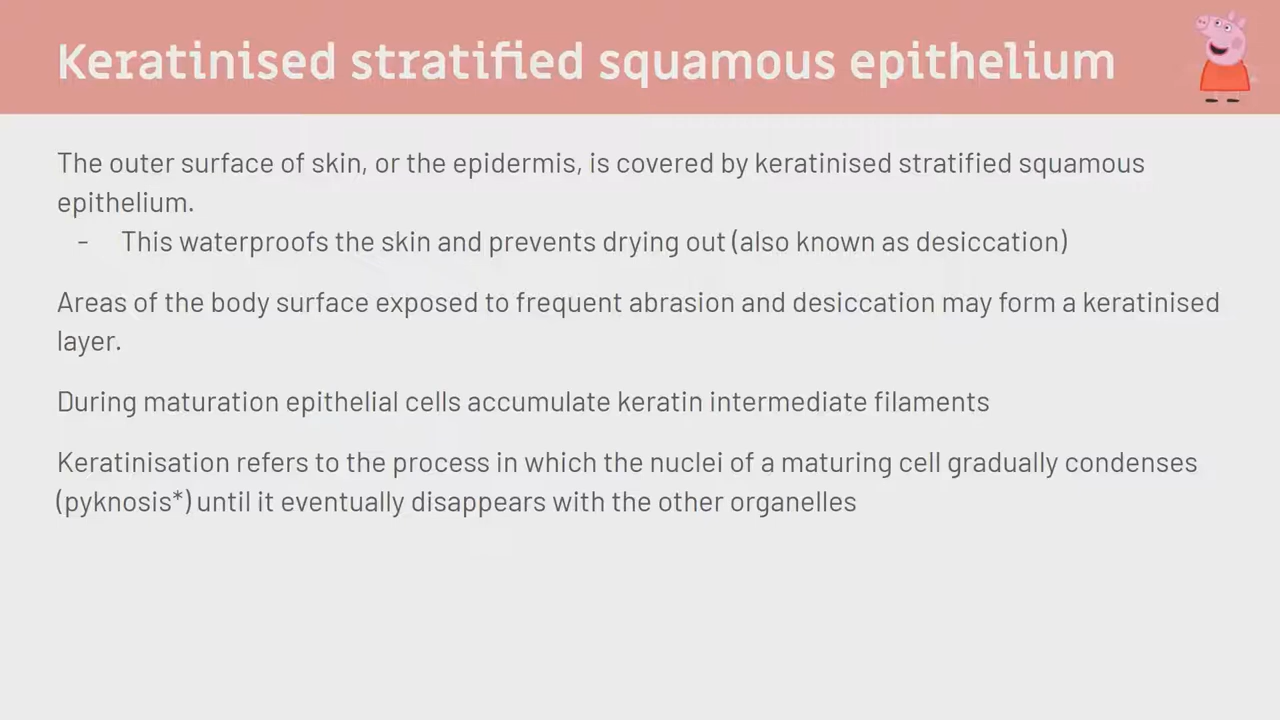 Keratinised stratified squamous epithelium
The outer surface of skin, or the epidermis, is covered by keratinised stratified squamous
epithelium.
- This waterproofs the skin and prevents drying out (also known as desiccation)
Areas of the body surface exposed to frequent abrasion and desiccation may form a keratinised
layer.
During maturation epithelial cells accumulate keratin intermediate filaments
Keratinisation refers to the process in which the nuclei of a maturing cell gradually condenses
(pyknosis*) until it eventually disappears with the other organelles